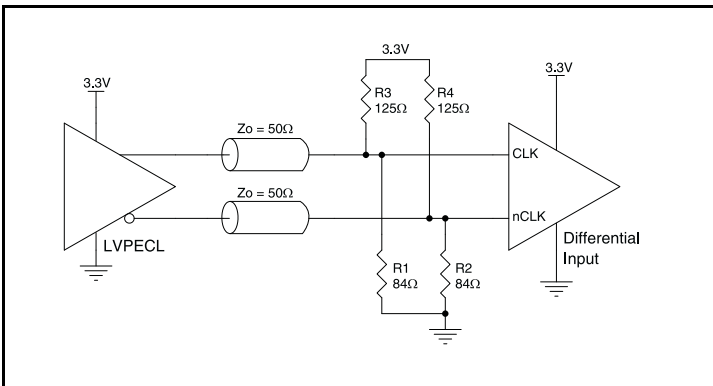 3.3V
3.3V
3.3V
R3
125Ω
R4
125Ω
Zo = 50Ω
CLK
Zo = 50Ω
nCLK
LVPECL
Differential
Input
R1
84Ω
R2
84Ω